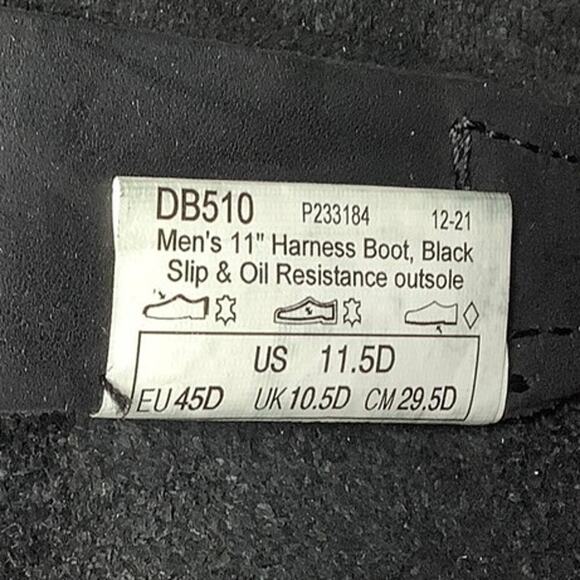 DB510 P233184 12-21
Men's 11" Harness Boot, Black
Slip & Oil Resistance outsole
US 11.5D
EU 45D UK 10.5D CM 29.5D